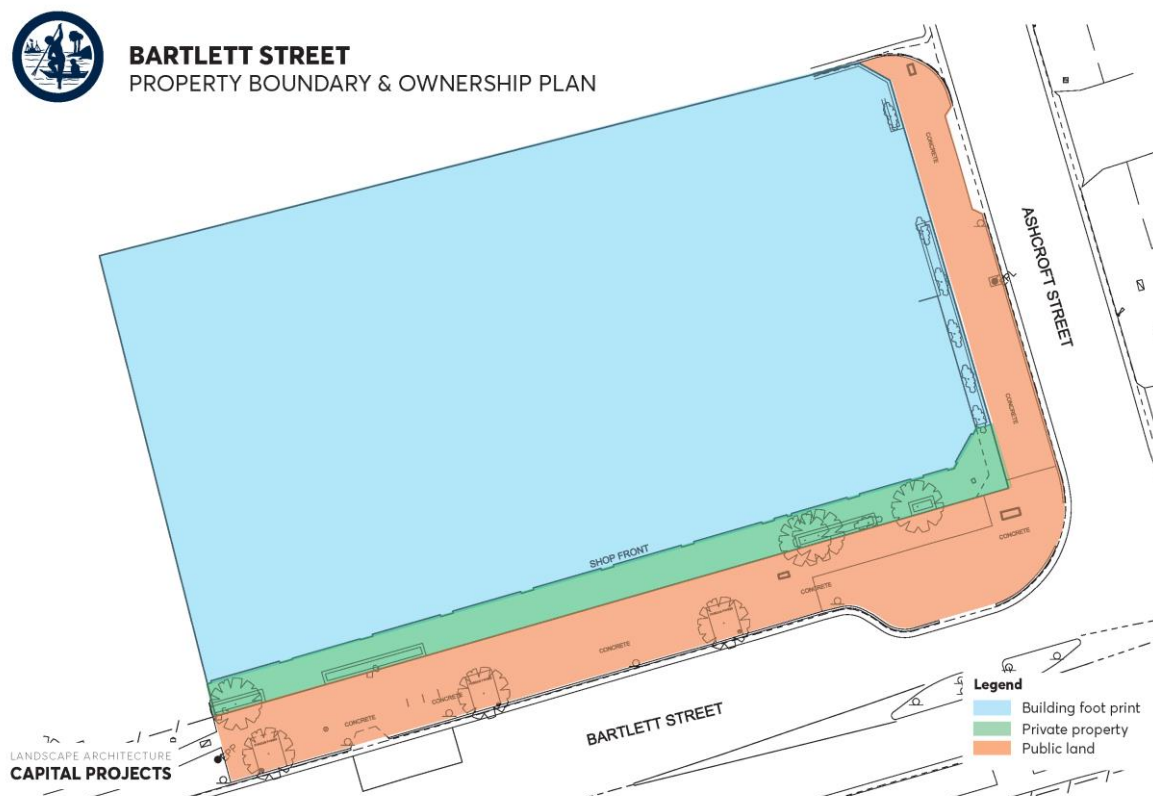 BARTLETT STREET
PROPERTY BOUNDARY & OWNERSHIP PLAN
CONCRETE
ASHCROFT STREET
CONCRETE
SHOP FRONT
CONCRETE
CONCRETE
CONCRETE
CONCRETE
CONCRETE
BARTLETT STREET
Legend
Building foot print
Private property
Public land
LANDSCAPE ARCHITECTURE
CAPITAL PROJECTS